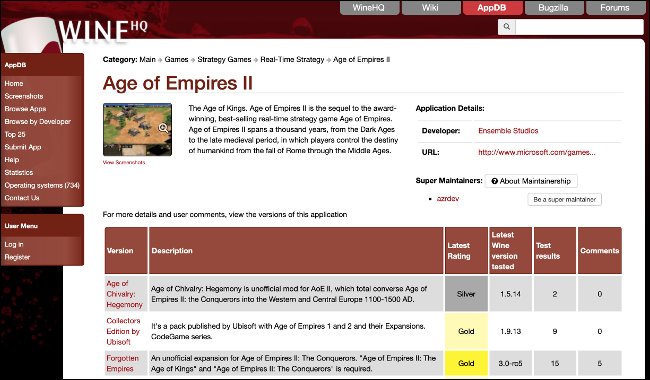 WINE HQ
WineHQ
Wiki
AppDB
Bugzilla
Forums
AppDB
Home
Screenshots
Browse Apps
Browse by Developer
Top 25
Submit App
Help
Statistics
Operating systems (734)
Contact Us
User Menu
Log in
Register
Category: Main → Games → Strategy Games → Real-Time Strategy → Age of Empires II
Age of Empires II
View Screenshots
The Age of Kings. Age of Empires II is the sequel to the award-
winning, best-selling real-time strategy game Age of Empires.
Age of Empires II spans a thousand years, from the Dark Ages
to the late medieval period, in which players control the destiny
of humankind from the fall of Rome through the Middle Ages.
Application Details:
Developer: Ensemble Studios
URL: http://www.microsoft.com/games...
Super Maintainers: About Maintainership
• azrdev
Be a super maintainer
For more details and user comments, view the versions of this application
Version
Description
Latest
Rating
Latest
Wine
version
tested
Test
results
Comments
Age of
Chivalry:
Hegemony
Age of Chivalry: Hegemony is unofficial mod for AoE II, which total converse Age of
Empires II: the Conquerors into the Western and Central Europe 1100-1500 AD.
Silver
1.5.14
2
0
Collectors
Edition by
Ubisoft
It's a pack published by Ubisoft with Age of Empires 1 and 2 and their Expansions.
CodeGame series.
Gold
1.9.13
9
0
Forgotten
Empires
An unofficial expansion for Age of Empires II: The Conquerors. "Age of Empires II: The
Age of Kings" and "Age of Empires II: The Conquerors" is required.
Gold
3.0-rc5
15
5